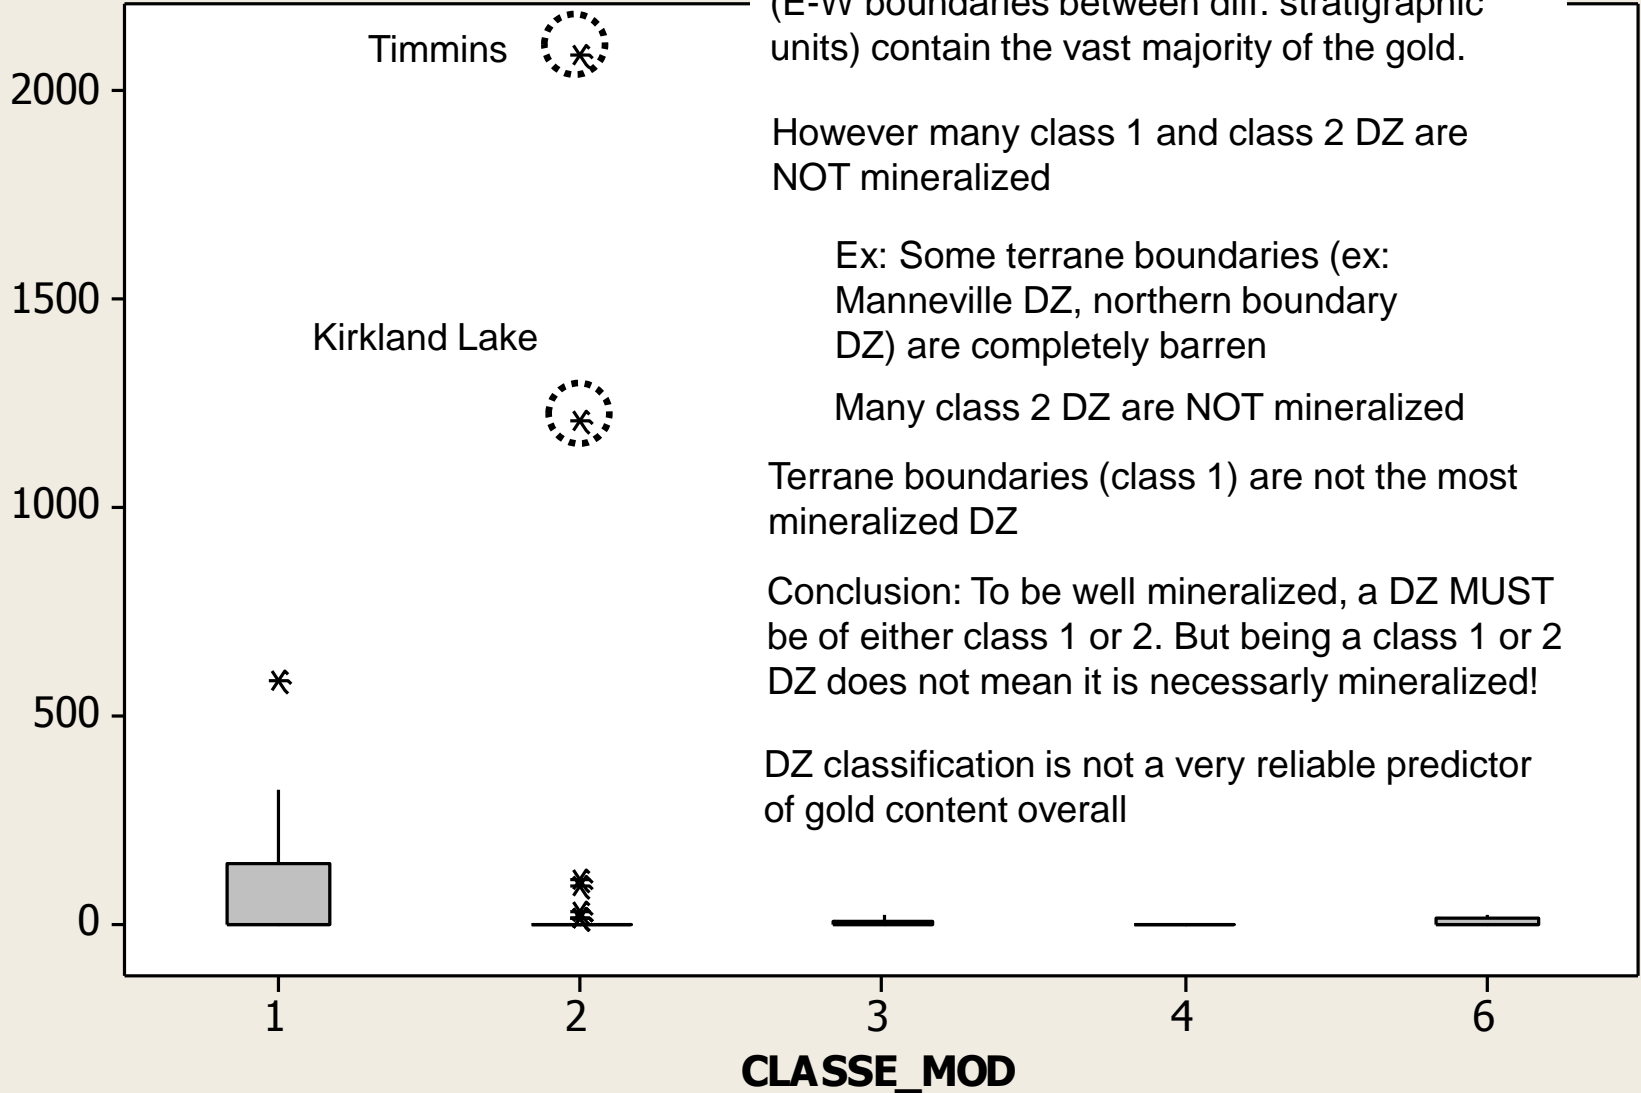 (E-W boundaries between diff. stratigraphic
units) contain the vast majority of the gold.
However many class 1 and class 2 DZ are
NOT mineralized
Ex: Some terrane boundaries (ex:
Manneville DZ, northern boundary
DZ) are completely barren
Many class 2 DZ are NOT mineralized
Terrane boundaries (class 1) are not the most
mineralized DZ
Conclusion: To be well mineralized, a DZ MUST
be of either class 1 or 2. But being a class 1 or 2
DZ does not mean it is necessarly mineralized!
DZ classification is not a very reliable predictor
of gold content overall
Timmins
Kirkland Lake
2000
1500
1000
500
0
1 2 3 4 6
CLASSE_MOD